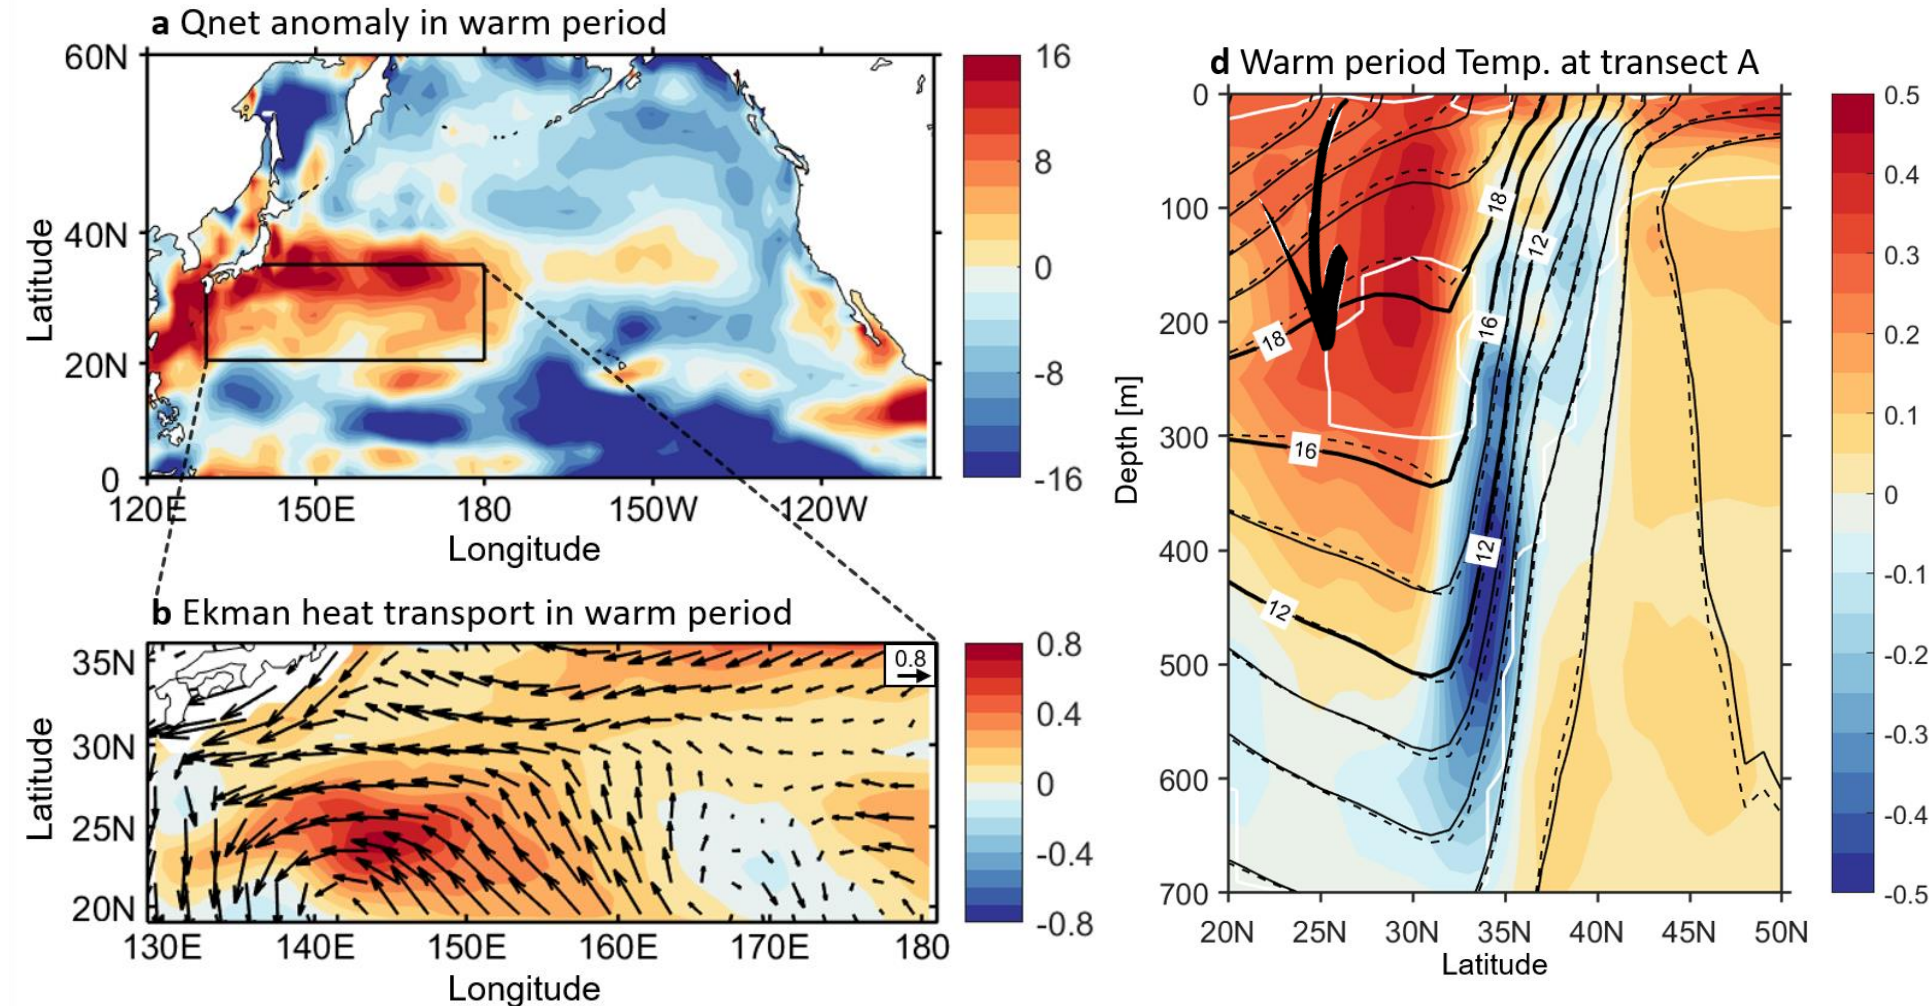 a Qnet anomaly in warm period
60N
40N
20N
0
Latitude
120E
150E
180
150W
120W
Longitude
16
8
0
-8
-16
b Ekman heat transport in warm period
35N
30N
25N
20N
Latitude
0.8
130E
140E
150E
160E
170E
180
Longitude
0.8
0.4
0
-0.4
-0.8
d Warm period Temp. at transect A
0
100
200
300
400
500
600
700
Depth [m]
18
12
16
18
16
12
12
20N
25N
30N
35N
40N
45N
50N
Latitude
0.5
0.4
0.3
0.2
0.1
0
-0.1
-0.2
-0.3
-0.4
-0.5